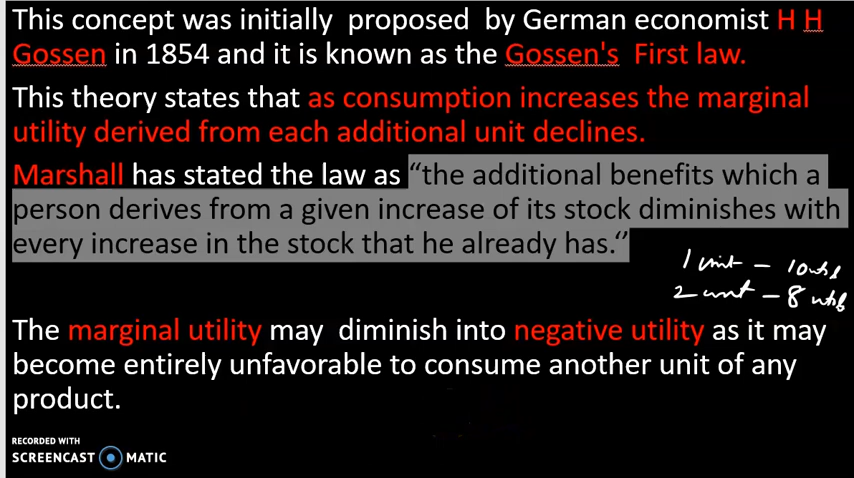 This concept was initially proposed by German economist H H
Gossen in 1854 and it is known as the Gossen's First law.
This theory states that as consumption increases the marginal
utility derived from each additional unit declines.
Marshall has stated the law as “the additional benefits which a
person derives from a given increase of its stock diminishes with
every increase in the stock that he already has.’’
1 unit – 10 utils
2 unit – 8 utils
The marginal utility may diminish into negative utility as it may
become entirely unfavorable to consume another unit of any
product.
RECORDED WITH
SCREENCAST MATIC